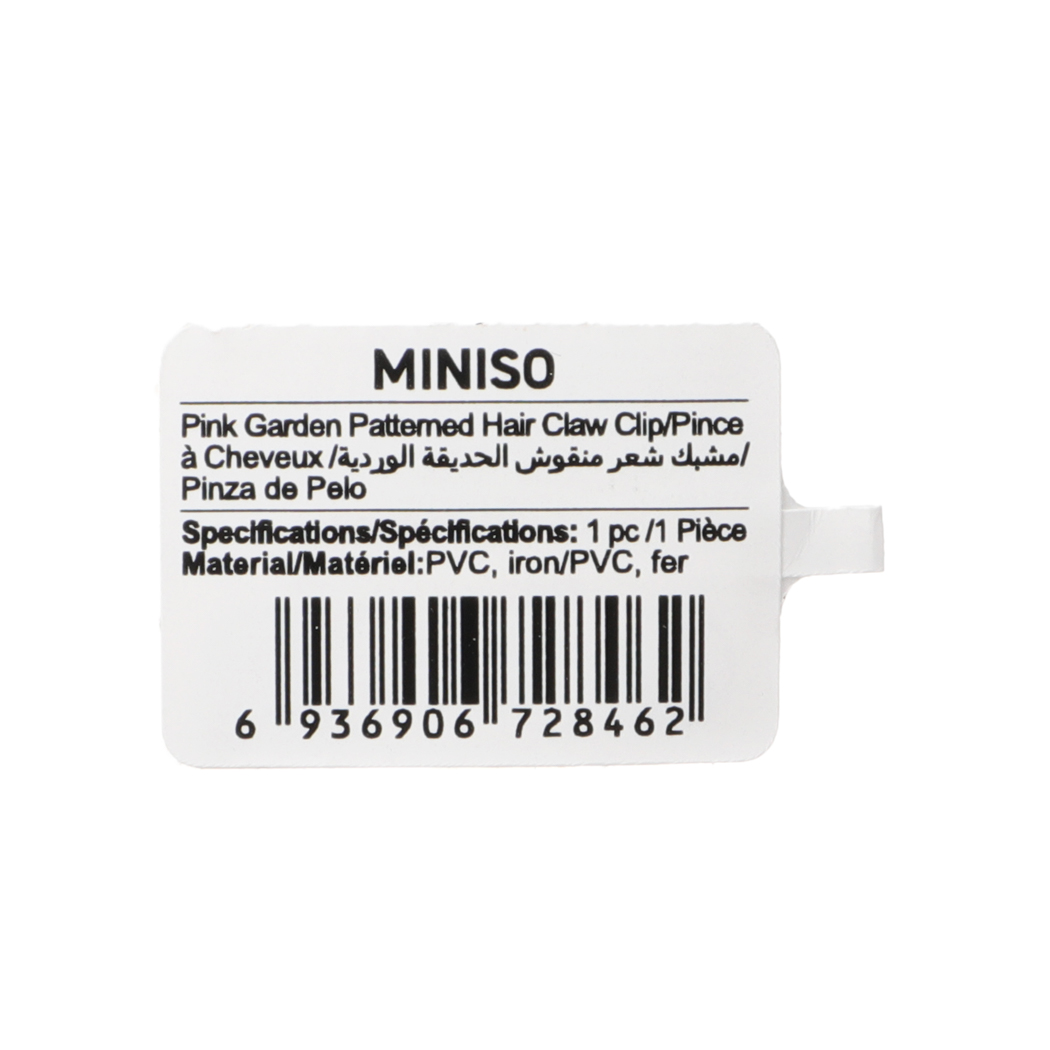 MINISO
Pink Garden Patterned Hair Claw Clip/Pince
à Cheveux /مشبك شعر منقوش الحديقة الوردية/
Pinza de Pelo
Specifications/Spécifications: 1 pc /1 Pièce
Material/Matériel:PVC, iron/PVC, fer
6 936906 728462